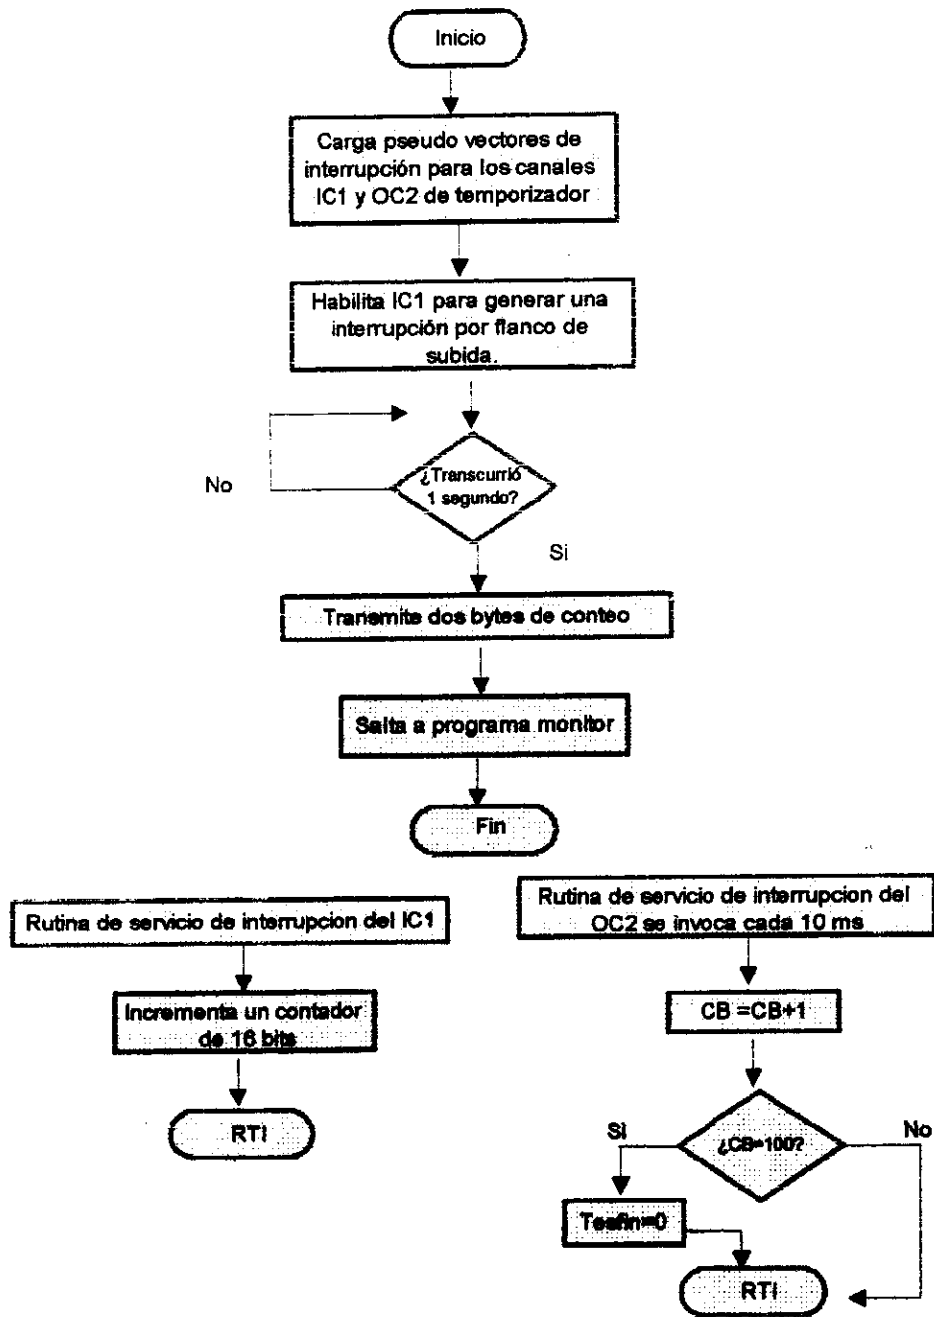 Inicio
Carga pseudo vectores de
interrupción para los canales
IC1 y OC2 de temporizador
Habilita IC1 para generar una
interrupción por flanco de
subida.
¿Transcurrió
1 segundo?
No
Si
Transmite dos bytes de conteo
Salta a programa monitor
Fin
Rutina de servicio de interrupcion del IC1
Incrementa un contador
de 16 bits
RTI
Rutina de servicio de interrupcion del
OC2 se invoca cada 10 ms
CB =CB+1
¿CB=100?
Si
No
Tesfin=0
RTI